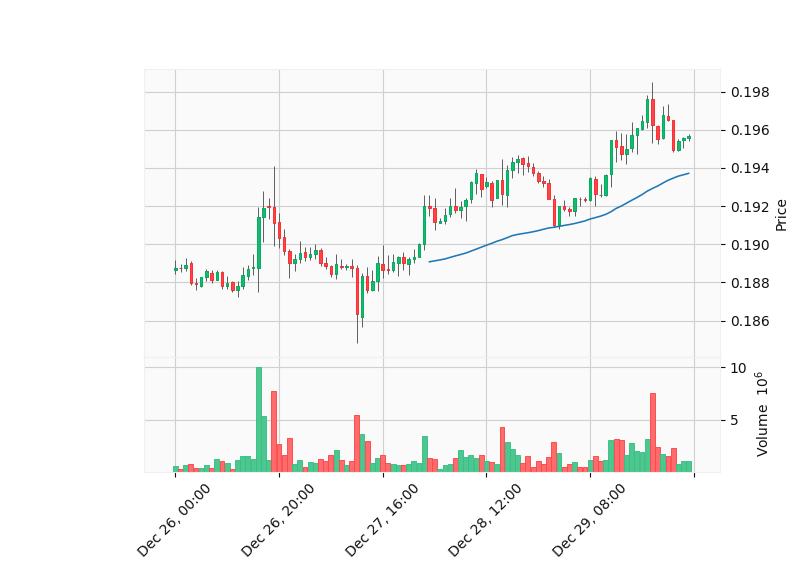 0.198
0.196
0.194
0.192
0.190
0.188
0.186
Price
10
5
Volume 10^6
Dec 26, 00:00
Dec 26, 20:00
Dec 27, 16:00
Dec 28, 12:00
Dec 29, 08:00